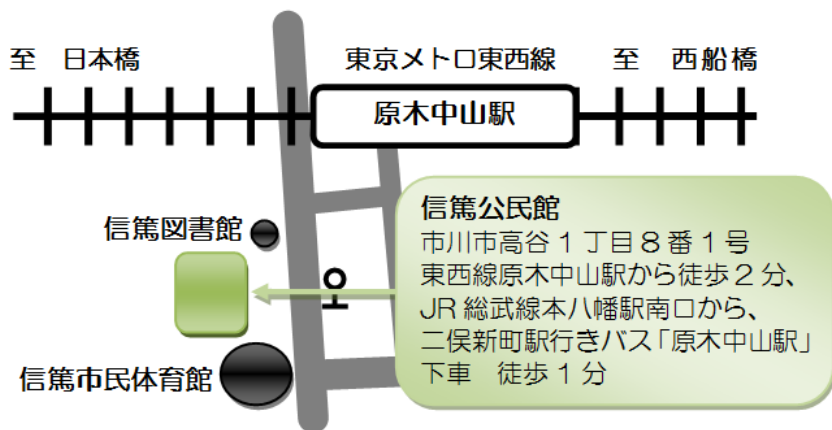 至　日本橋
東京メトロ東西線
至　西船橋
原木中山駅
信篤図書館
信篤公民館
市川市高谷1丁目8番1号
東西線原木中山駅から徒歩2分、
JR総武線本八幡駅南口から、
二俣新町駅行きバス「原木中山駅」
下車　徒歩1分
信篤市民体育館